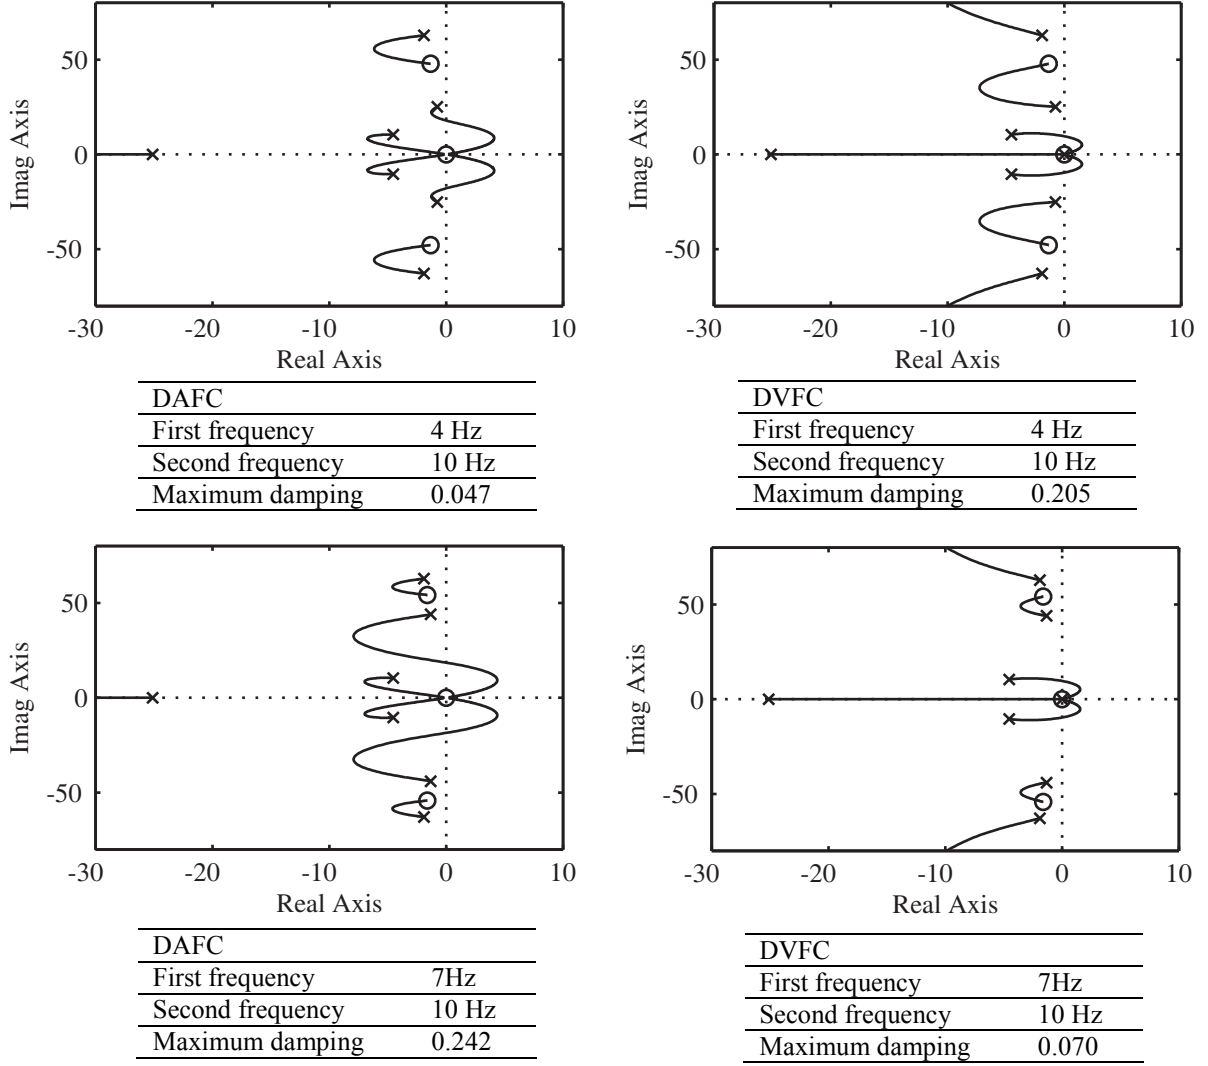 Imag Axis
50
0
-50
-30 -20 -10 0 10
Real Axis
DAFC
First frequency 4 Hz
Second frequency 10 Hz
Maximum damping 0.047
Imag Axis
50
0
-50
-30 -20 -10 0 10
Real Axis
DVFC
First frequency 4 Hz
Second frequency 10 Hz
Maximum damping 0.205
Imag Axis
50
0
-50
-30 -20 -10 0 10
Real Axis
DAFC
First frequency 7Hz
Second frequency 10 Hz
Maximum damping 0.242
Imag Axis
50
0
-50
-30 -20 -10 0 10
Real Axis
DVFC
First frequency 7Hz
Second frequency 10 Hz
Maximum damping 0.070